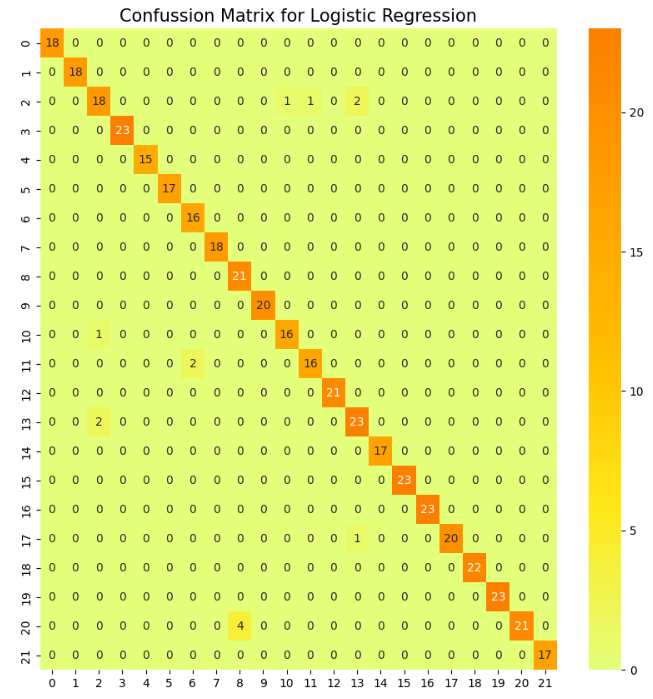 Confussion Matrix for Logistic Regression
0 18 0 0 0 0 0 0 0 0 0 0 0 0 0 0 0 0 0 0 0 0 0
1 0 18 0 0 0 0 0 0 0 0 0 0 0 0 0 0 0 0 0 0 0 0
2 0 0 18 0 0 0 0 0 0 0 1 1 0 2 0 0 0 0 0 0 0 0
3 0 0 0 23 0 0 0 0 0 0 0 0 0 0 0 0 0 0 0 0 0 0
4 0 0 0 0 15 0 0 0 0 0 0 0 0 0 0 0 0 0 0 0 0 0
5 0 0 0 0 0 17 0 0 0 0 0 0 0 0 0 0 0 0 0 0 0 0
6 0 0 0 0 0 0 16 0 0 0 0 0 0 0 0 0 0 0 0 0 0 0
7 0 0 0 0 0 0 0 18 0 0 0 0 0 0 0 0 0 0 0 0 0 0
8 0 0 0 0 0 0 0 0 21 0 0 0 0 0 0 0 0 0 0 0 0 0
9 0 0 0 0 0 0 0 0 0 20 0 0 0 0 0 0 0 0 0 0 0 0
10 0 0 1 0 0 0 0 0 0 0 16 0 0 0 0 0 0 0 0 0 0 0
11 0 0 0 0 0 0 2 0 0 0 0 16 0 0 0 0 0 0 0 0 0 0
12 0 0 0 0 0 0 0 0 0 0 0 0 21 0 0 0 0 0 0 0 0 0
13 0 0 2 0 0 0 0 0 0 0 0 0 0 23 0 0 0 0 0 0 0 0
14 0 0 0 0 0 0 0 0 0 0 0 0 0 0 17 0 0 0 0 0 0 0
15 0 0 0 0 0 0 0 0 0 0 0 0 0 0 0 23 0 0 0 0 0 0
16 0 0 0 0 0 0 0 0 0 0 0 0 0 0 0 0 23 0 0 0 0 0
17 0 0 0 0 0 0 0 0 0 0 0 0 0 1 0 0 0 20 0 0 0 0
18 0 0 0 0 0 0 0 0 0 0 0 0 0 0 0 0 0 0 22 0 0 0
19 0 0 0 0 0 0 0 0 0 0 0 0 0 0 0 0 0 0 0 23 0 0
20 0 0 0 0 0 0 0 0 4 0 0 0 0 0 0 0 0 0 0 0 21 0
21 0 0 0 0 0 0 0 0 0 0 0 0 0 0 0 0 0 0 0 0 0 17
0 1 2 3 4 5 6 7 8 9 10 11 12 13 14 15 16 17 18 19 20 21
20
15
10
5
0